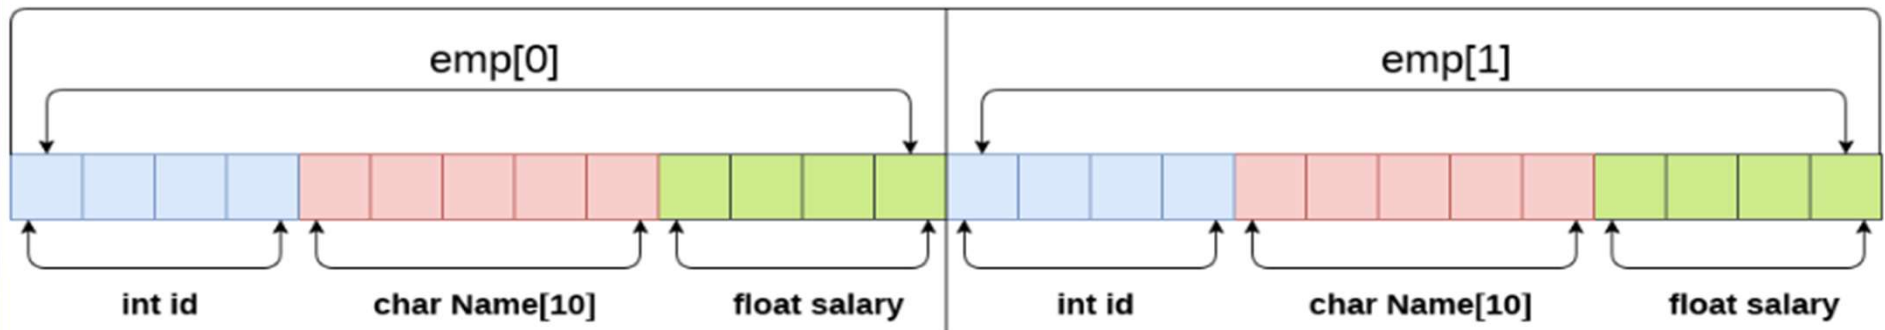 emp[0]
emp[1]
int id
char Name[10]
float salary
int id
char Name[10]
float salary